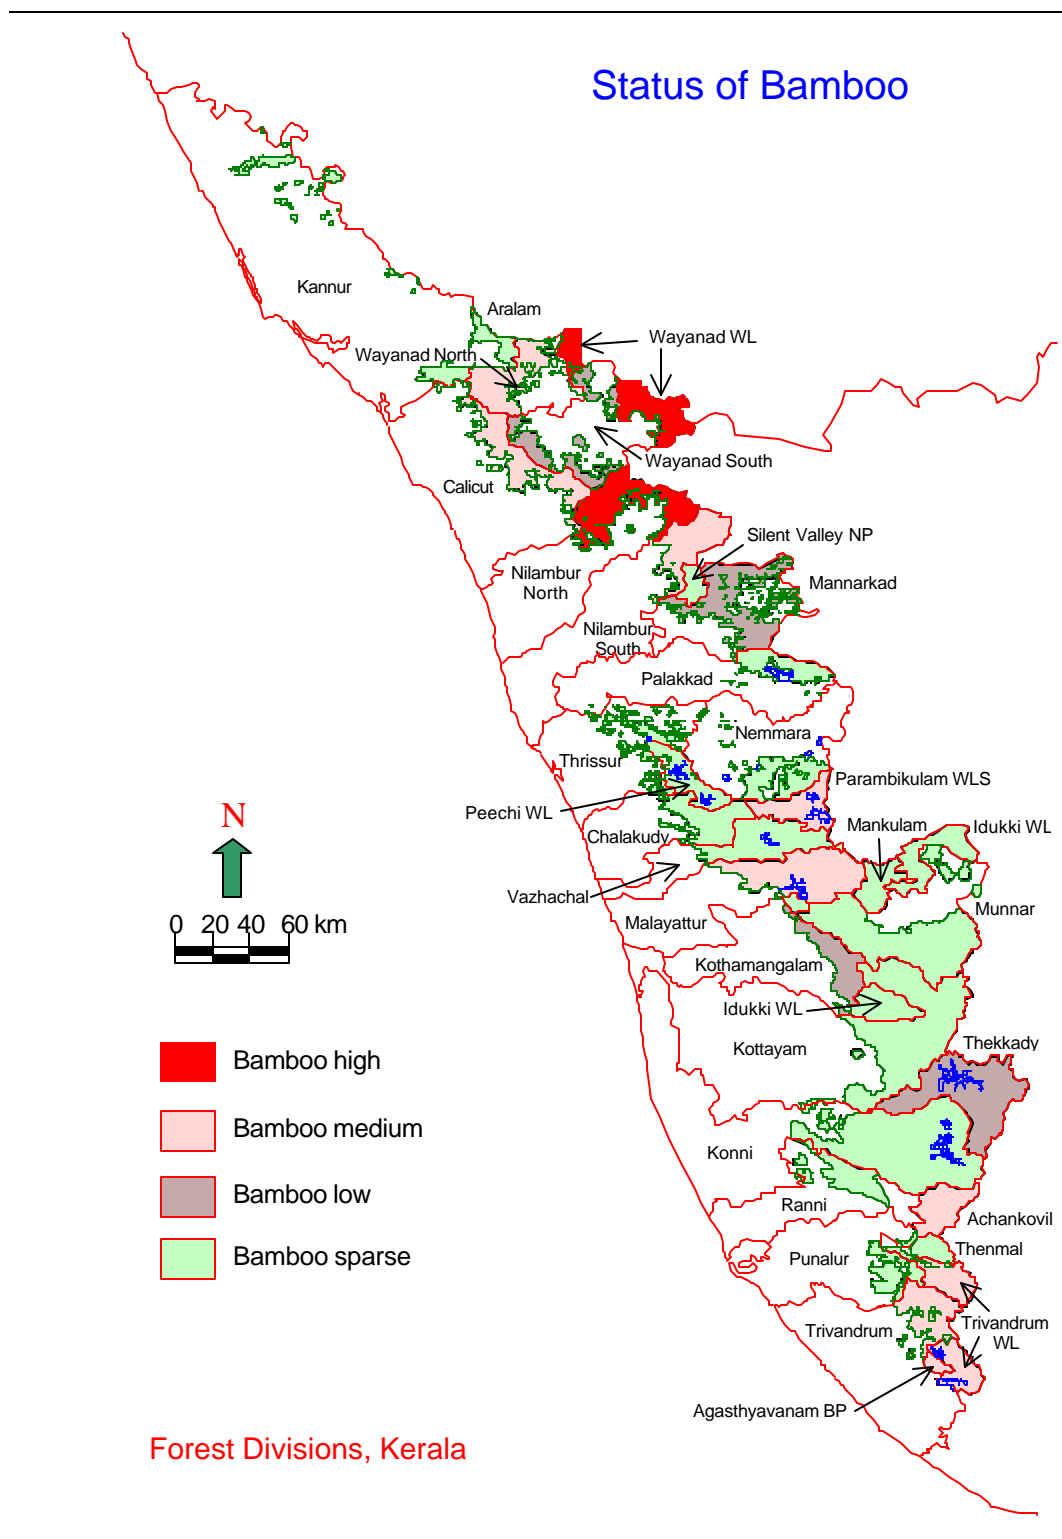 Status of Bamboo
Kannur
Aralam
Wayanad WL
Wayanad North
Wayanad South
Calicut
Silent Valley NP
Nilambur
North
Mannarkad
Nilambur
South
Palakkad
Nemmara
Thrissur
Parambikulam WLS
Peechi WL
Mankulam
Idukki WL
Chalakudy
Vazhachal
Munnar
Malayattur
Kothamangalam
Idukki WL
Kottayam
Thekkady
Konni
Ranni
Achankovil
Thenmal
Punalur
Trivandrum
Trivandrum
WL
Agasthyavanam BP
N
0 20 40 60 km
Bamboo high
Bamboo medium
Bamboo low
Bamboo sparse
Forest Divisions, Kerala